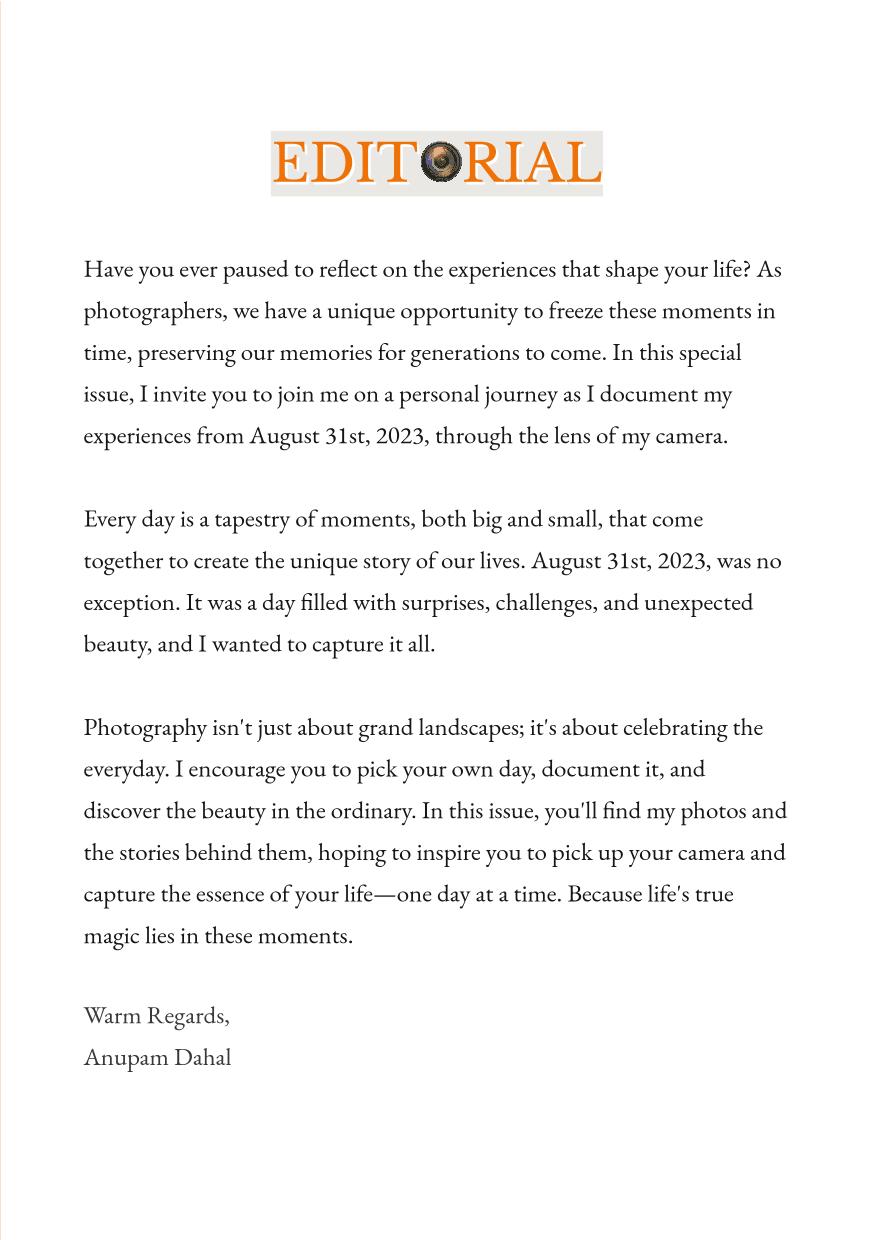 EDITORIAL
Have you ever paused to reflect on the experiences that shape your life? As
photographers, we have a unique opportunity to freeze these moments in
time, preserving our memories for generations to come. In this special
issue, I invite you to join me on a personal journey as I document my
experiences from August 31st, 2023, through the lens of my camera.
Every day is a tapestry of moments, both big and small, that come
together to create the unique story of our lives. August 31st, 2023, was no
exception. It was a day filled with surprises, challenges, and unexpected
beauty, and I wanted to capture it all.
Photography isn't just about grand landscapes; it's about celebrating the
everyday. I encourage you to pick your own day, document it, and
discover the beauty in the ordinary. In this issue, you'll find my photos and
the stories behind them, hoping to inspire you to pick up your camera and
capture the essence of your life—one day at a time. Because life's true
magic lies in these moments.
Warm Regards,
Anupam Dahal